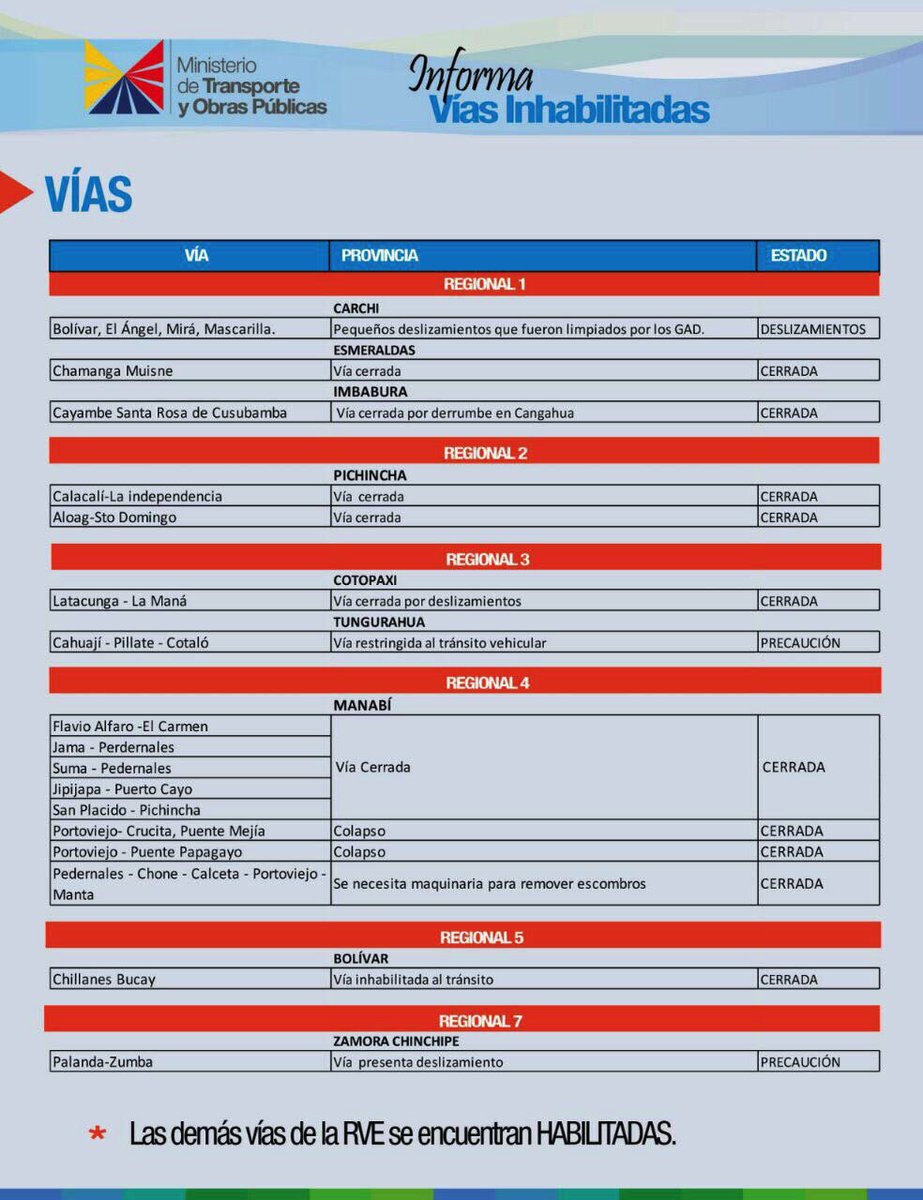 Ministerio
de Transporte
y Obras Públicas
Informa
Vías Inhabilitadas
VÍAS
VÍA PROVINCIA ESTADO
REGIONAL 1
CARCHI
Bolívar, El Ángel, Mirá, Mascarilla. Pequeños deslizamientos que fueron limpiados por los GAD. DESLIZAMIENTOS
ESMERALDAS
Chamanga Muisne Vía cerrada CERRADA
IMBABURA
Cayambe Santa Rosa de Cusubamba Vía cerrada por derrumbe en Cangahua CERRADA
REGIONAL 2
PICHINCHA
Calacalí-La independencia Vía cerrada CERRADA
Aloag-Sto Domingo Vía cerrada CERRADA
REGIONAL 3
COTOPAXI
Latacunga - La Maná Vía cerrada por deslizamientos CERRADA
TUNGURAHUA
Cahuají - Pillate - Cotaló Vía restringida al tránsito vehicular PRECAUCIÓN
REGIONAL 4
MANABÍ
Flavio Alfaro -El Carmen
Jama - Perdernales
Suma - Pedernales Vía Cerrada CERRADA
Jipijapa - Puerto Cayo
San Placido - Pichincha
Portoviejo- Crucita, Puente Mejía Colapso CERRADA
Portoviejo - Puente Papagayo Colapso CERRADA
Pedernales - Chone - Calceta - Portoviejo -
Manta Se necesita maquinaria para remover escombros CERRADA
REGIONAL 5
BOLÍVAR
Chillanes Bucay Vía inhabilitada al tránsito CERRADA
REGIONAL 7
ZAMORA CHINCHIPE
Palanda-Zumba Vía presenta deslizamiento PRECAUCIÓN
* Las demás vías de la RVE se encuentran HABILITADAS.